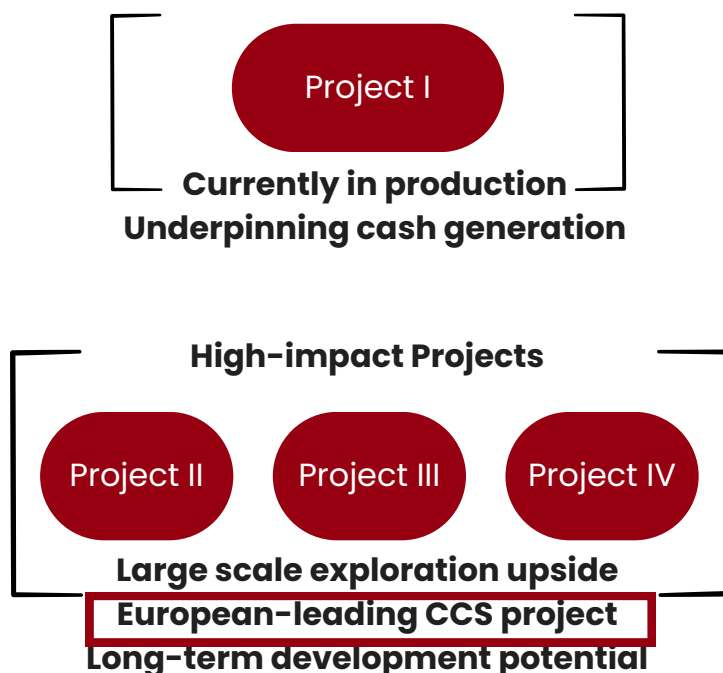 Project I
Currently in production
Underpinning cash generation
High-impact Projects
Project II Project III Project IV
Large scale exploration upside
European-leading CCS project
Long-term development potential